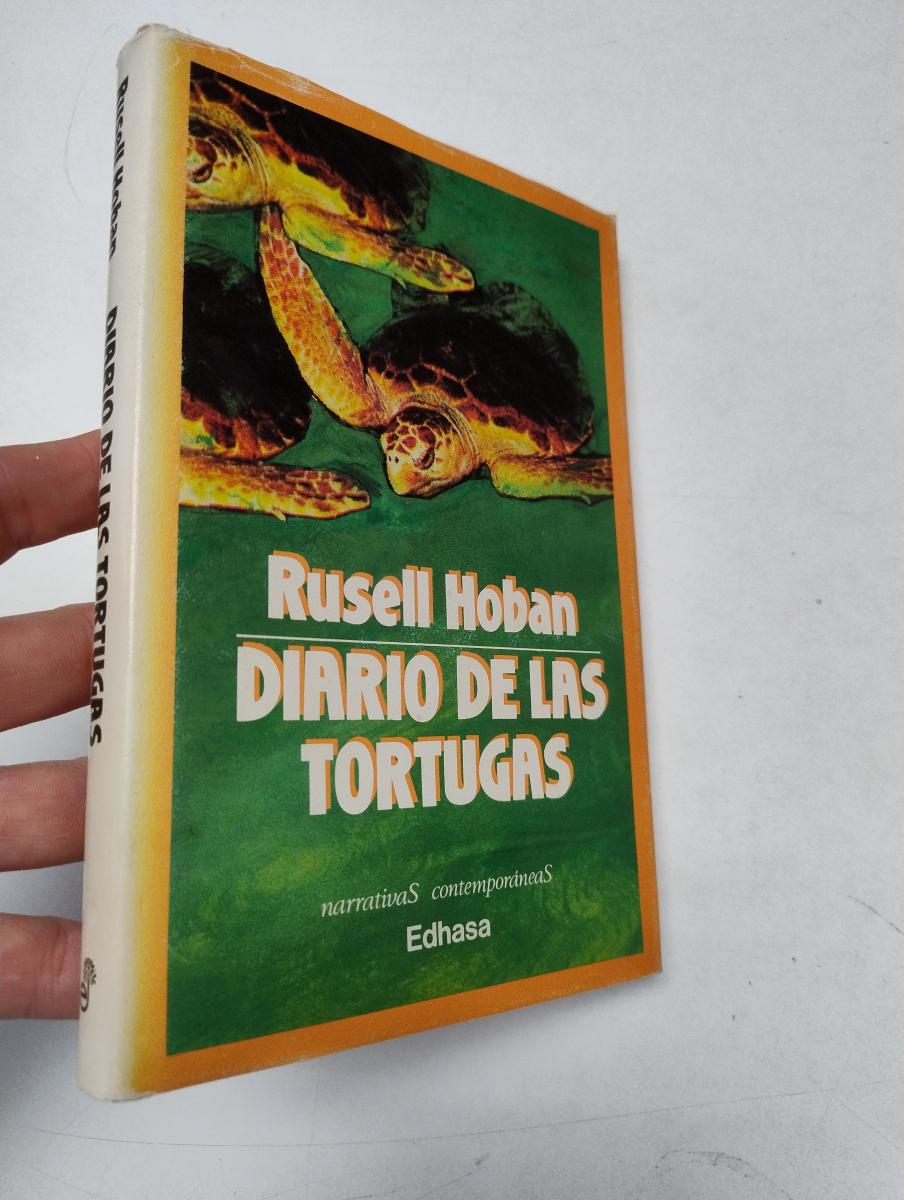 Rusell Hoban DIARIO DE LAS TORTUGAS
Rusell Hoban
DIARIO DE LAS
TORTUGAS
narrativaS contemporáneaS
Edhasa